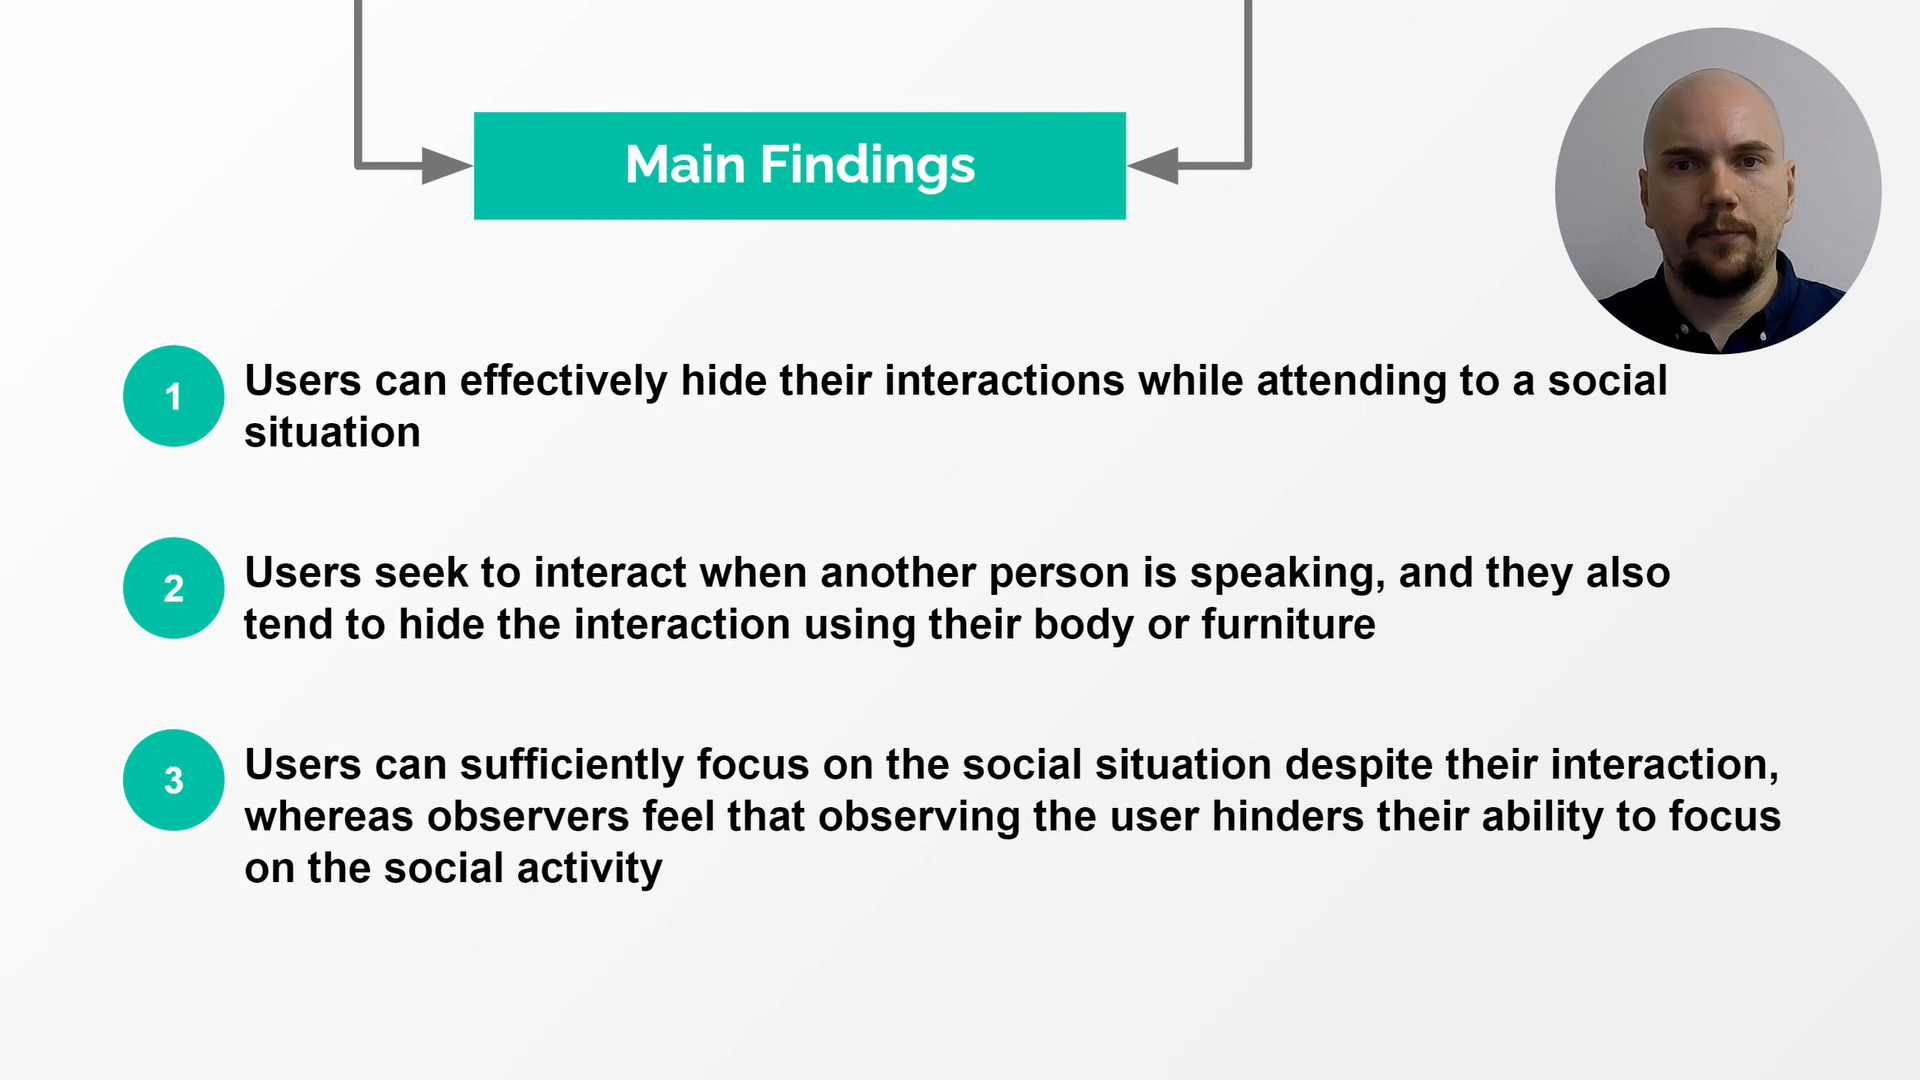 Main Findings
1
Users can effectively hide their interactions while attending to a social
situation
2
Users seek to interact when another person is speaking, and they also
tend to hide the interaction using their body or furniture
3
Users can sufficiently focus on the social situation despite their interaction,
whereas observers feel that observing the user hinders their ability to focus
on the social activity